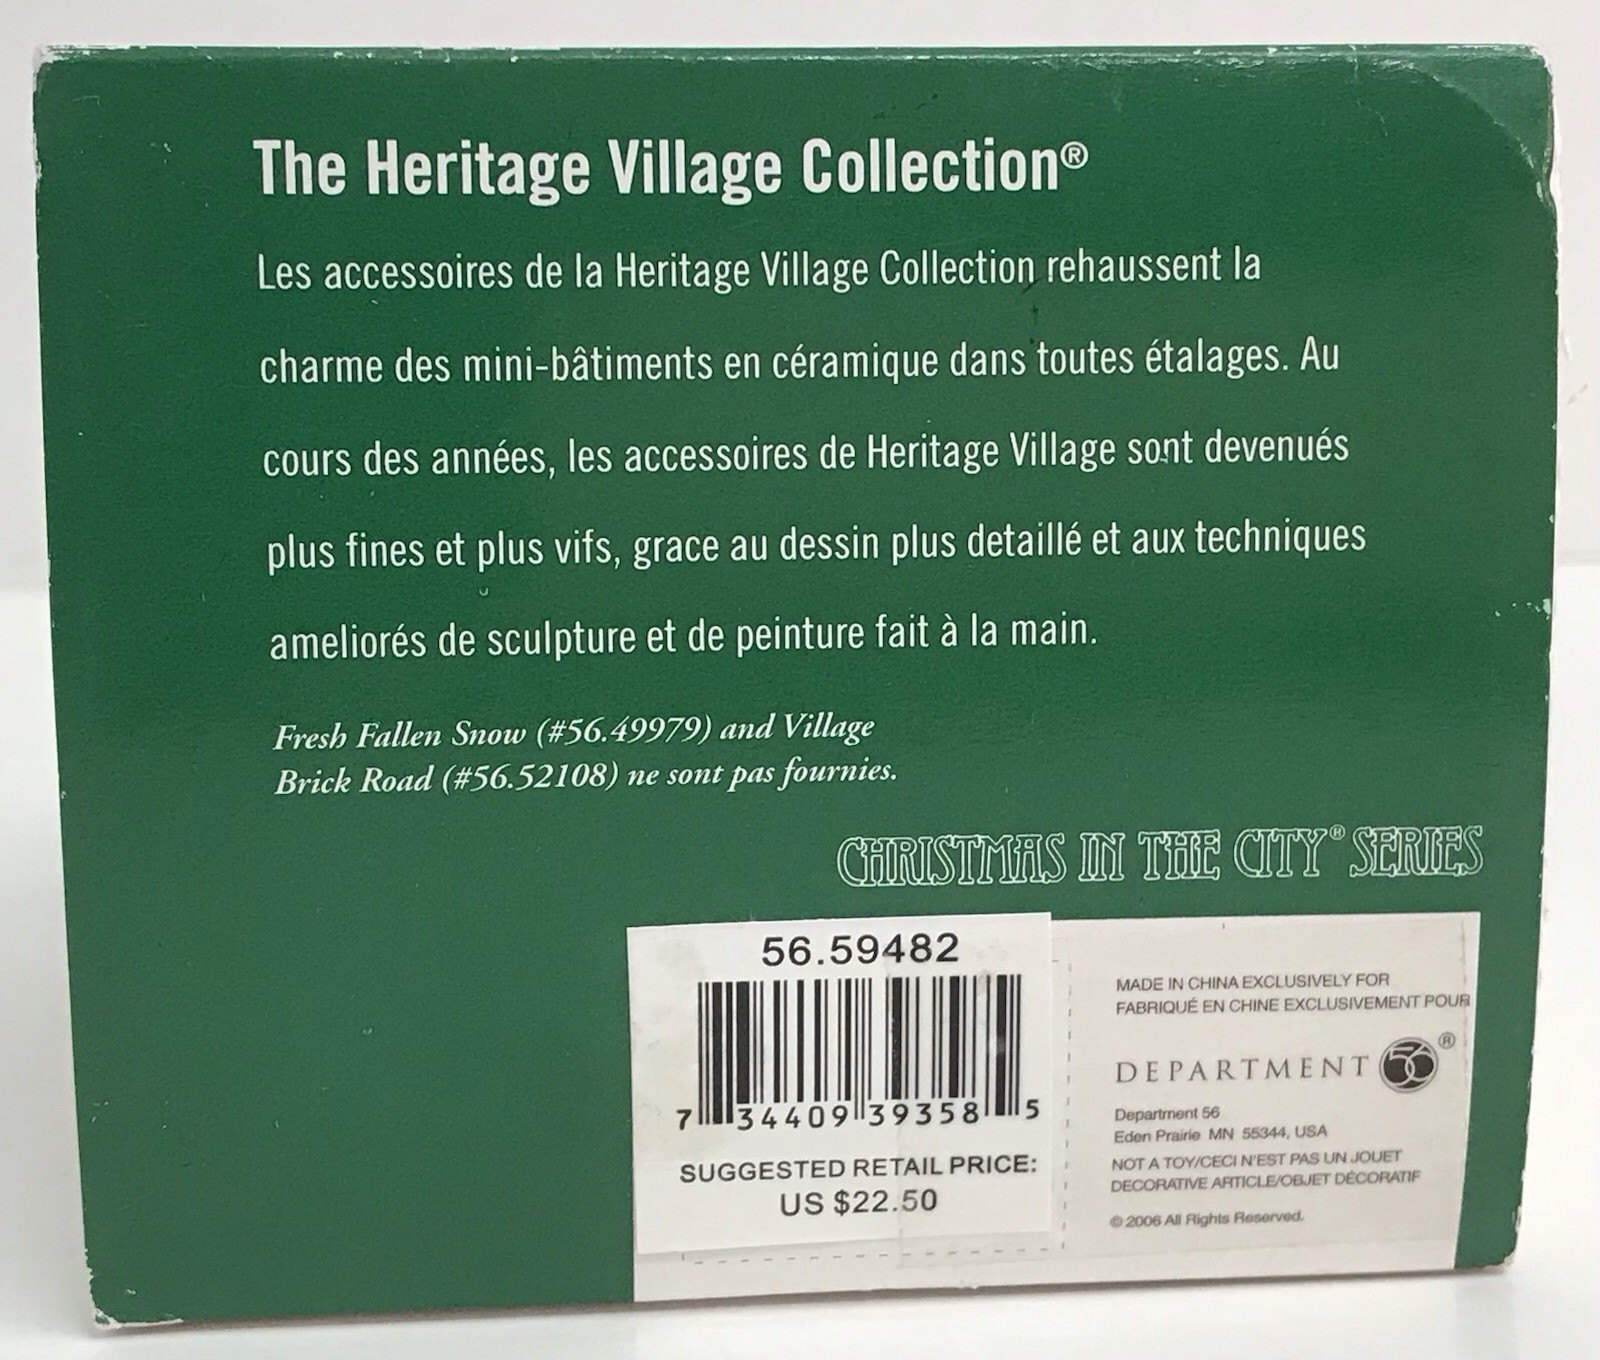 The Heritage Village Collection®
Les accessoires de la Heritage Village Collection rehaussent la
charme des mini-bâtiments en céramique dans toutes étalages. Au
cours des années, les accessoires de Heritage Village sont devenués
plus fines et plus vifs, grace au dessin plus detaillé et aux techniques
ameliorés de sculpture et de peinture fait à la main.
Fresh Fallen Snow (#56.49979) and Village
Brick Road (#56.52108) ne sont pas fournies.
CHRISTMAS IN THE CITY® SERIES
56.59482
7 34409 39358 5
SUGGESTED RETAIL PRICE:
US $22.50
MADE IN CHINA EXCLUSIVELY FOR
FABRIQUÉ EN CHINE EXCLUSIVEMENT POUR
DEPARTMENT 56®
Department 56
Eden Prairie MN 55344, USA
NOT A TOY/CECI N'EST PAS UN JOUET
DECORATIVE ARTICLE/OBJET DÉCORATIF
© 2006 All Rights Reserved.